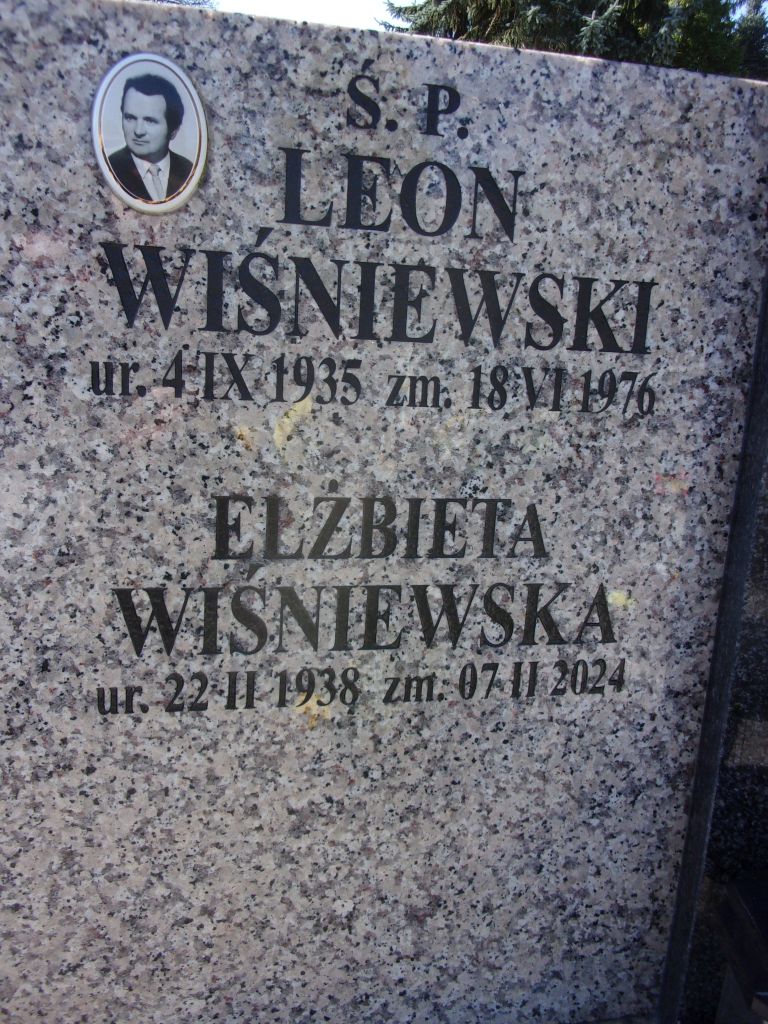 Ś. P.
LEON
WIŚNIEWSKI
ur. 4 IX 1935 zm. 18 VI 1976
ELŻBIETA
WIŚNIEWSKA
ur. 22 II 1938 zm. 07 II 2024